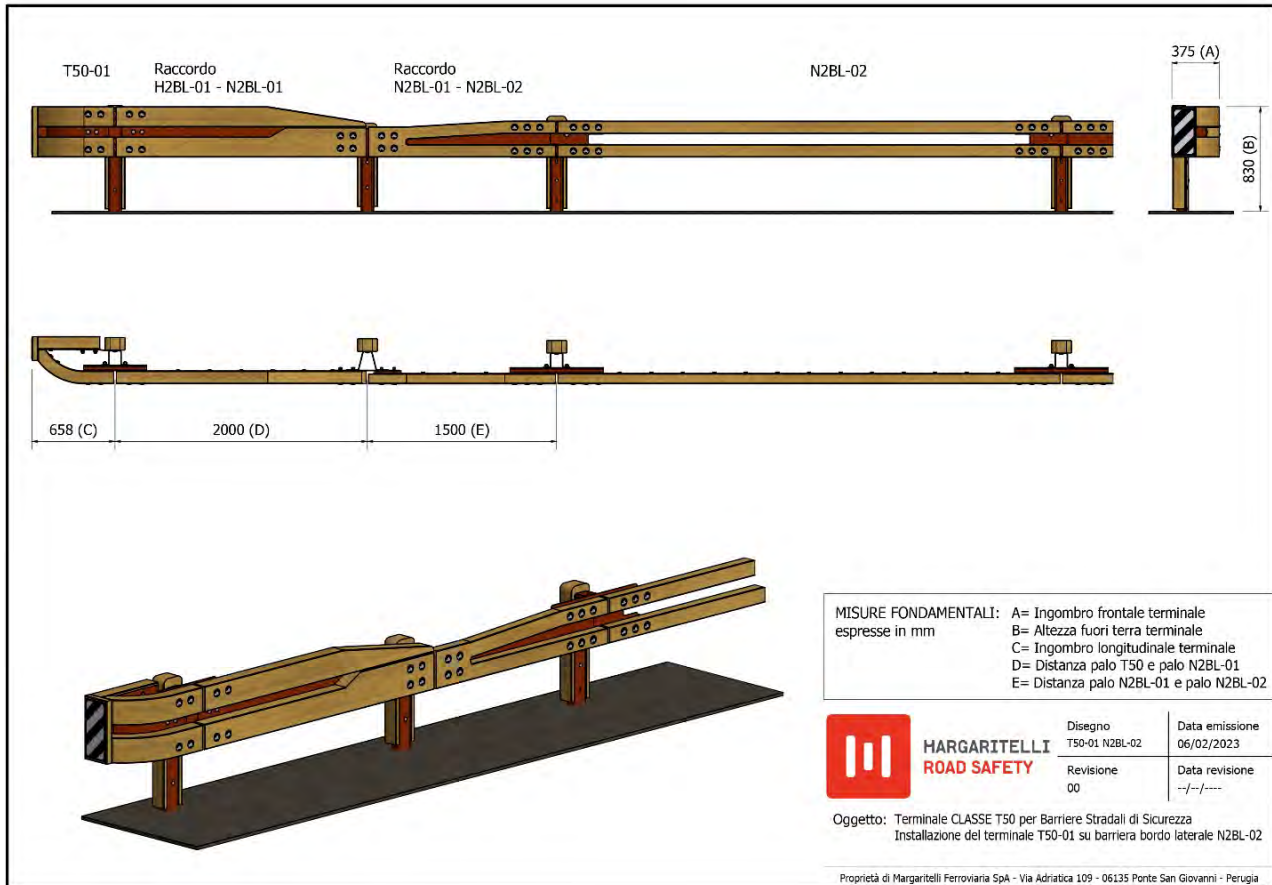 T50-01
Raccordo
H2BL-01 - N2BL-01
Raccordo
N2BL-01 - N2BL-02
N2BL-02
375 (A)
830 (B)
658 (C)
2000 (D)
1500 (E)
MISURE FONDAMENTALI:
espresse in mm
A= Ingombro frontale terminale
B= Altezza fuori terra terminale
C= Ingombro longitudinale terminale
D= Distanza palo T50 e palo N2BL-01
E= Distanza palo N2BL-01 e palo N2BL-02
MARGARITELLI
ROAD SAFETY
Disegno
T50-01 N2BL-02
Data emissione
06/02/2023
Revisione
00
Data revisione
--/--/----
Oggetto: Terminale CLASSE T50 per Barriere Stradali di Sicurezza
Installazione del terminale T50-01 su barriera bordo laterale N2BL-02
Proprietà di Margaritelli Ferroviaria SpA - Via Adriatica 109 - 06135 Ponte San Giovanni - Perugia